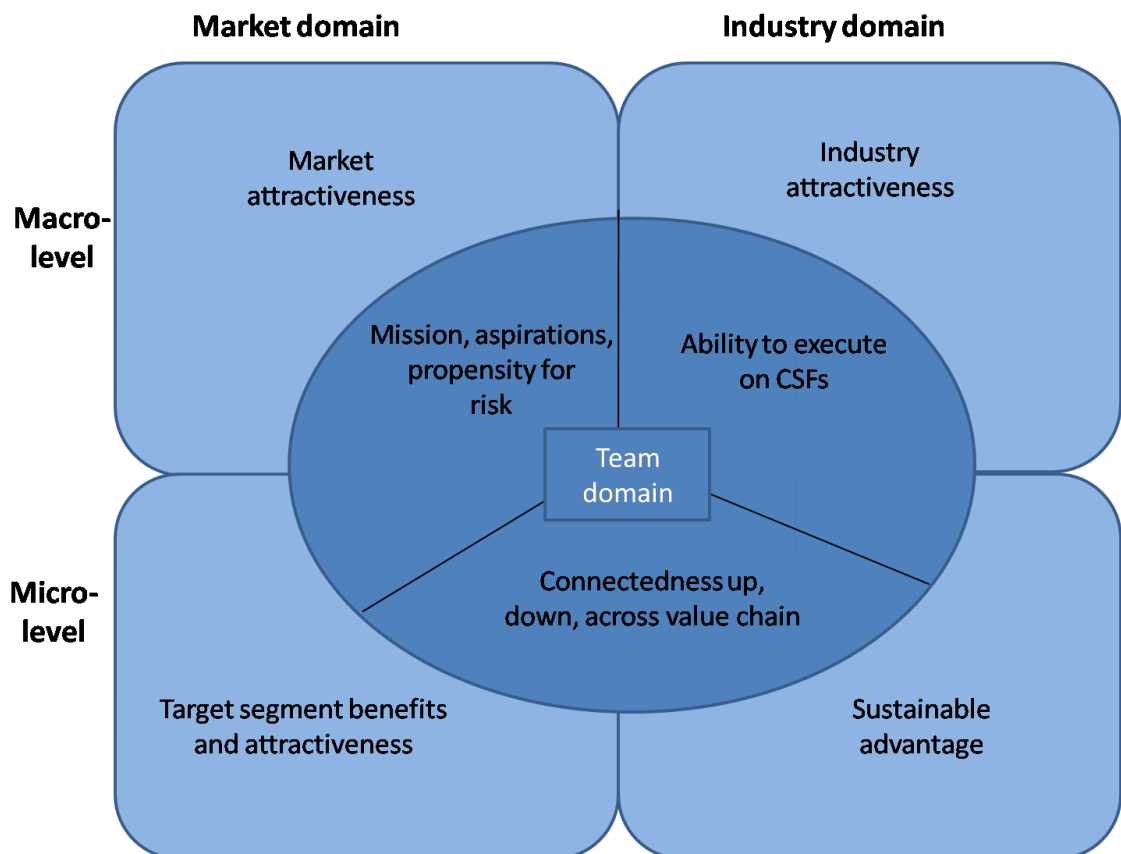 Market domain
Industry domain
Macro-
level
Market
attractiveness
Industry
attractiveness
Mission, aspirations,
propensity for
risk
Ability to execute
on CSFs
Team
domain
Micro-
level
Connectedness up,
down, across value chain
Target segment benefits
and attractiveness
Sustainable
advantage